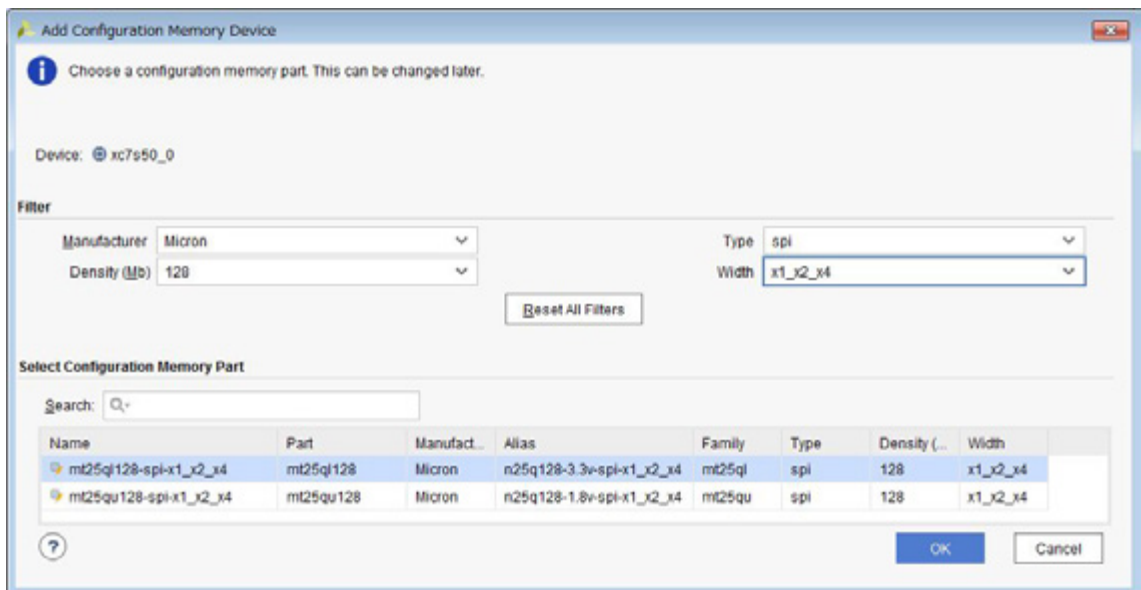 Add Configuration Memory Device
Choose a configuration memory part. This can be changed later.
Device: xc7s50_0
Filter
Manufacturer Micron Type spi
Density (Mb) 128 Width x1_x2_x4
Reset All Filters
Select Configuration Memory Part
Search:
Name Part Manufact... Alias Family Type Density (... Width
mt25ql128-spi-x1_x2_x4 mt25ql128 Micron n25q128-3.3v-spi-x1_x2_x4 mt25ql spi 128 x1_x2_x4
mt25qu128-spi-x1_x2_x4 mt25qu128 Micron n25q128-1.8v-spi-x1_x2_x4 mt25qu spi 128 x1_x2_x4
? OK Cancel